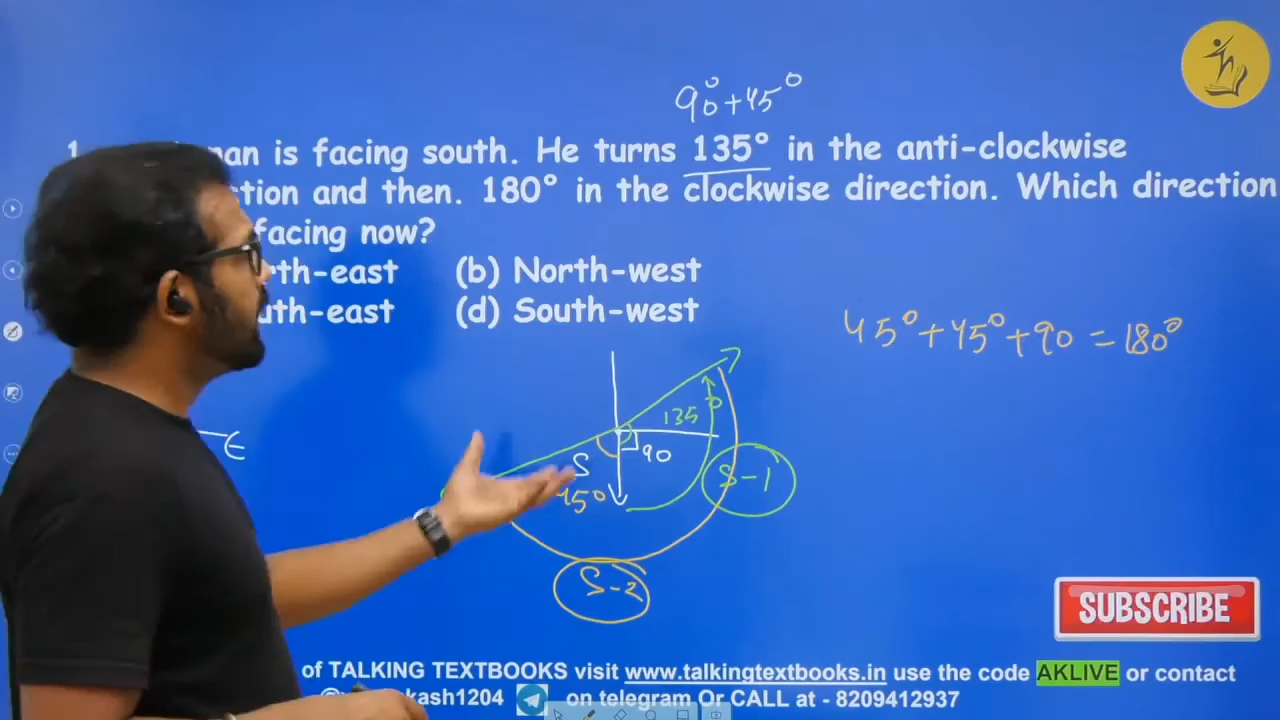 90°+45°
1. man is facing south. He turns 135° in the anti-clockwise
tion and then. 180° in the clockwise direction. Which direction
facing now?
rth-east (b) North-west
uth-east (d) South-west
45°+45°+90 = 180°
135°
90
S
45°
E
S-1
S-2
SUBSCRIBE
of TALKING TEXTBOOKS visit www.talkingtextbooks.in use the code AKLIVE or contact
kash1204 on telegram Or CALL at - 8209412937